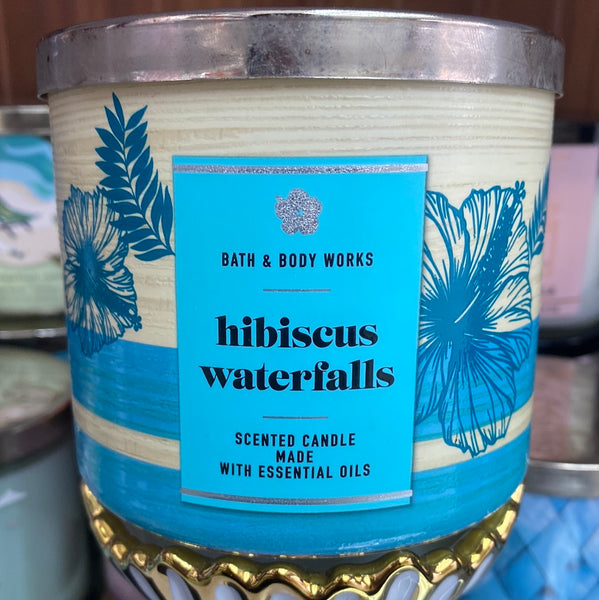 BATH & BODY WORKS
hibiscus
waterfalls
SCENTED CANDLE
MADE
WITH ESSENTIAL OILS